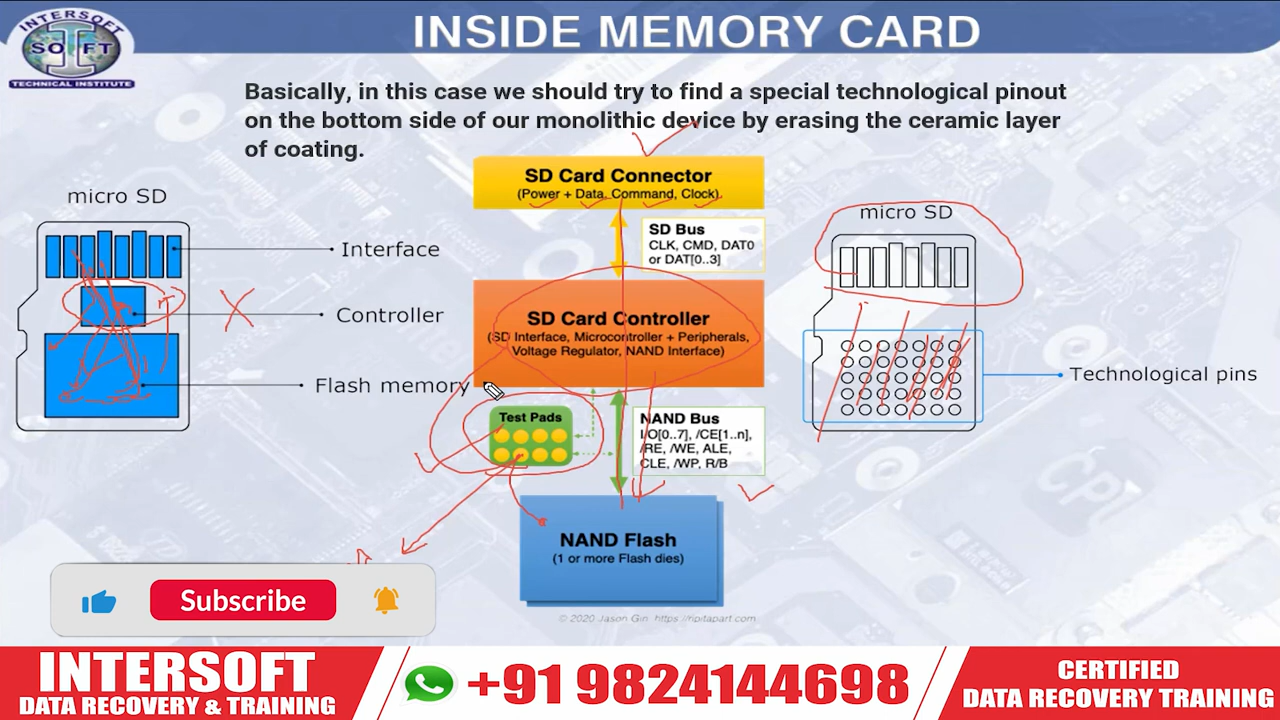 INTERSOFT
SOFT
TECHNICAL INSTITUTE
INSIDE MEMORY CARD
Basically, in this case we should try to find a special technological pinout
on the bottom side of our monolithic device by erasing the ceramic layer
of coating.
micro SD
Interface
Controller
Flash memory
SD Card Connector
(Power + Data, Command, Clock)
SD Bus
CLK, CMD, DAT0
or DAT[0..3]
SD Card Controller
(SD Interface, Microcontroller + Peripherals,
Voltage Regulator, NAND Interface)
Test Pads
NAND Bus
I/O[0..7], /CE[1..n],
/RE, /WE, ALE,
CLE, /WP, R/B
NAND Flash
(1 or more Flash dies)
© 2020 Jason Gin https://ripitapart.com
micro SD
Technological pins
Subscribe
INTERSOFT
DATA RECOVERY & TRAINING
+91 9824144698
CERTIFIED
DATA RECOVERY TRAINING